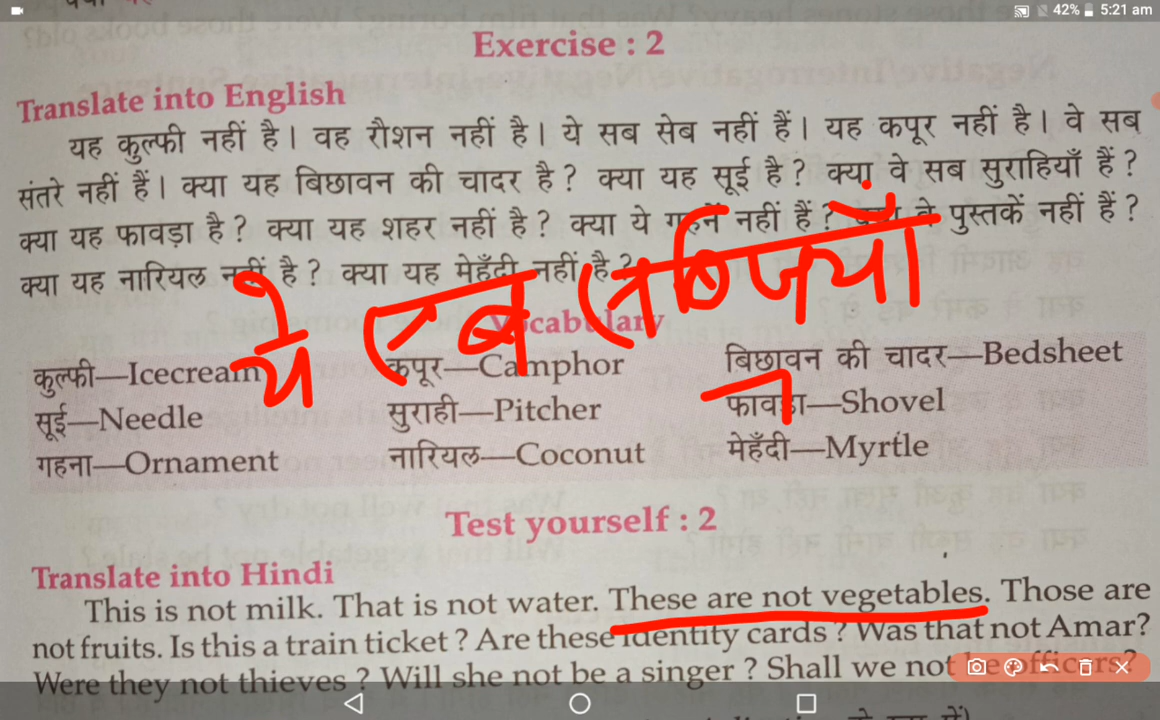 42% 5:21 am
Exercise : 2
Translate into English
यह कुल्फी नहीं है। वह रौशन नहीं है। ये सब सेब नहीं हैं। यह कपूर नहीं है। वे सब
संतरे नहीं हैं। क्या यह बिछावन की चादर है? क्या यह सूई है? क्या वे सब सुराहियाँ हैं?
क्या यह फावड़ा है? क्या यह शहर नहीं है? क्या ये गहनें नहीं हैं? क्या वे पुस्तकें नहीं हैं?
क्या यह नारियल नहीं है? क्या यह मेहँदी नहीं है?
ये सब सब्जियाँ
Vocabulary
कुल्फी—Icecream कपूर—Camphor बिछावन की चादर—Bedsheet
सूई—Needle सुराही—Pitcher फावड़ा—Shovel
गहना—Ornament नारियल—Coconut मेहँदी—Myrtle
Test yourself : 2
Translate into Hindi
This is not milk. That is not water. These are not vegetables. Those are
not fruits. Is this a train ticket ? Are these identity cards ? Was that not Amar?
Were they not thieves ? Will she not be a singer ? Shall we not be officers?